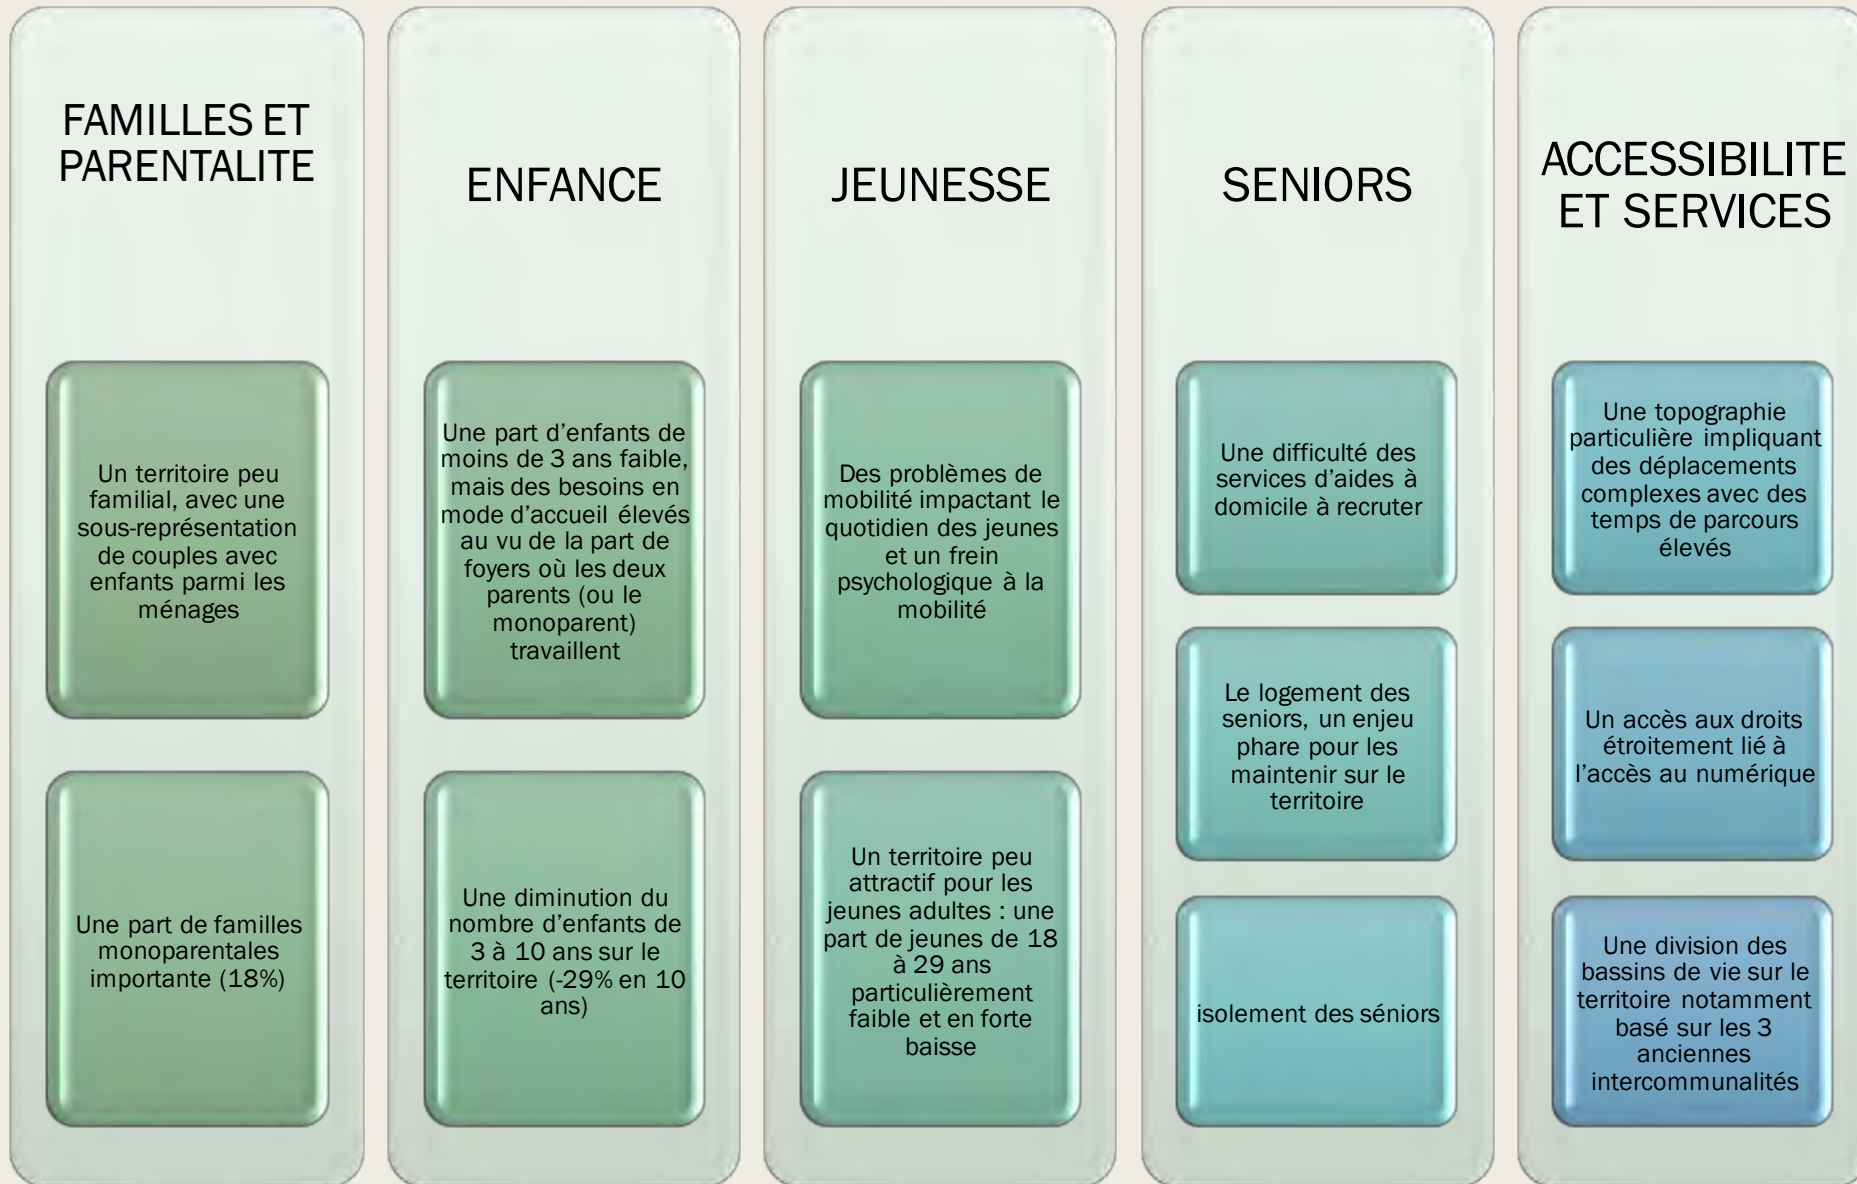 FAMILLES ET
PARENTALITE
Un territoire peu
familial, avec une
sous-représentation
de couples avec
enfants parmi les
ménages
Une part de familles
monoparentales
importante (18%)
ENFANCE
Une part d’enfants de
moins de 3 ans faible,
mais des besoins en
mode d’accueil élevés
au vu de la part de
foyers où les deux
parents (ou le
monoparent)
travaillent
Une diminution du
nombre d’enfants de
3 à 10 ans sur le
territoire (-29% en 10
ans)
JEUNESSE
Des problèmes de
mobilité impactant le
quotidien des jeunes
et un frein
psychologique à la
mobilité
Un territoire peu
attractif pour les
jeunes adultes : une
part de jeunes de 18
à 29 ans
particulièrement
faible et en forte
baisse
SENIORS
Une difficulté des
services d’aides à
domicile à recruter
Le logement des
seniors, un enjeu
phare pour les
maintenir sur le
territoire
isolement des séniors
ACCESSIBILITE
ET SERVICES
Une topographie
particulière impliquant
des déplacements
complexes avec des
temps de parcours
élevés
Un accès aux droits
étroitement lié à
l’accès au numérique
Une division des
bassins de vie sur le
territoire notamment
basé sur les 3
anciennes
intercommunalités